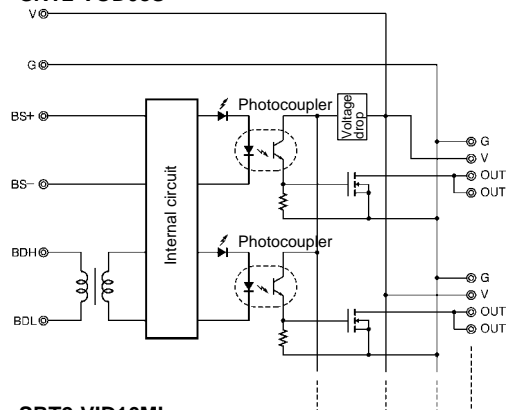 V
G
BS+
BS−
BDH
BDL
Internal circuit
Photocoupler
Voltage drop
G
V
OUT
OUT
Photocoupler
G
V
OUT
OUT